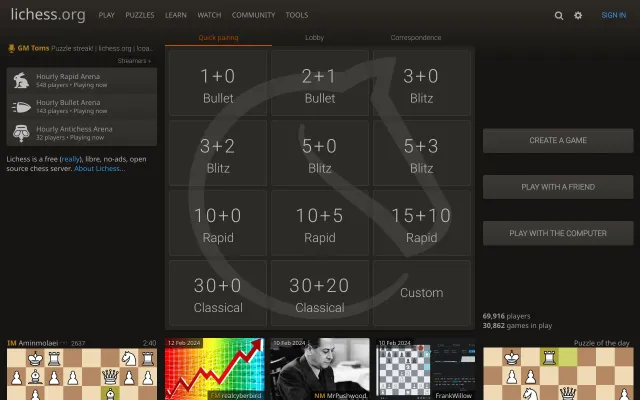 lichess.org PLAY PUZZLES LEARN WATCH COMMUNITY TOOLS SIGN IN
GM Toms Puzzle streak! | lichess.org | !coa..
Streamers »
Hourly Rapid Arena
548 players • Playing now
Hourly Bullet Arena
143 players • Playing now
Hourly Antichess Arena
32 players • Playing now
Lichess is a free (really), libre, no-ads, open
source chess server. About Lichess...
Quick pairing Lobby Correspondence
1+0 2+1 3+0
Bullet Bullet Blitz
3+2 5+0 5+3
Blitz Blitz Blitz
10+0 10+5 15+10
Rapid Rapid Rapid
30+0 30+20 Custom
Classical Classical
CREATE A GAME
PLAY WITH A FRIEND
PLAY WITH THE COMPUTER
69,916 players
30,862 games in play
IM Aminmolaei 2637 2:40
12 Feb 2024
FM realcyberbird
10 Feb 2024
NM MrPushwood
10 Feb 2024
FrankWillow
Puzzle of the day